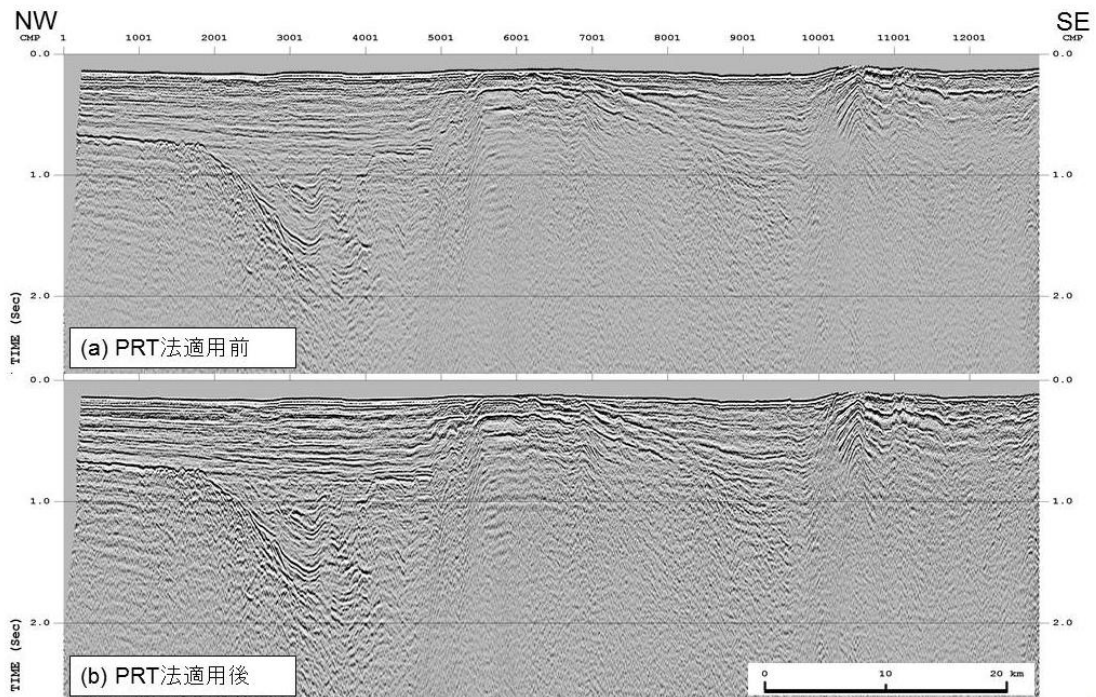 NW SE
CMP 1 1001 2001 3001 4001 5001 6001 7001 8001 9001 10001 11001 12001 CMP
0.0 0.0
1.0 1.0
2.0 2.0
TIME (Sec)
(a) PRT法適用前
0.0 0.0
1.0 1.0
2.0 2.0
TIME (Sec)
(b) PRT法適用後
0 10 20 km